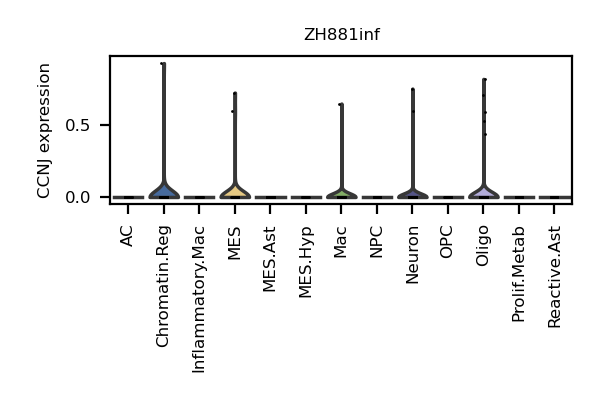 ZH881inf
CCNJ expression
0.5
0.0
AC
Chromatin.Reg
Inflammatory.Mac
MES
MES.Ast
MES.Hyp
Mac
NPC
Neuron
OPC
Oligo
Prolif.Metab
Reactive.Ast